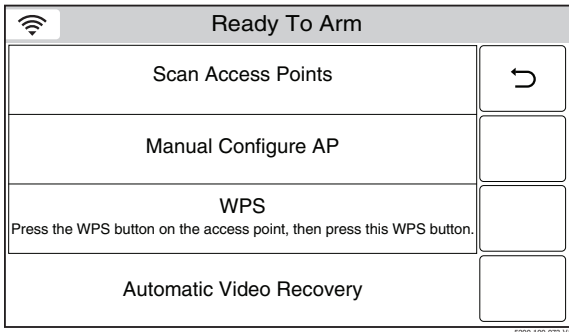 Ready To Arm
Scan Access Points
Manual Configure AP
WPS
Press the WPS button on the access point, then press this WPS button.
Automatic Video Recovery